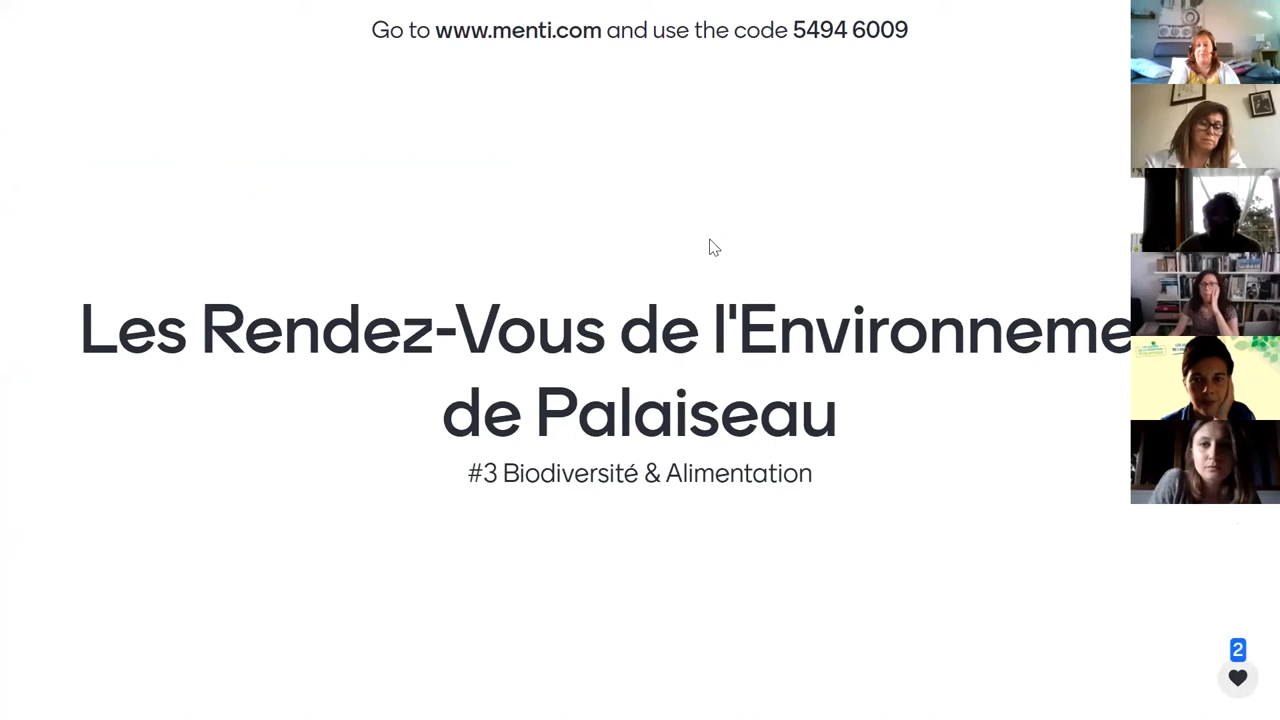 Go to www.menti.com and use the code 5494 6009
Les Rendez-Vous de l'Environneme
de Palaiseau
#3 Biodiversité & Alimentation
2